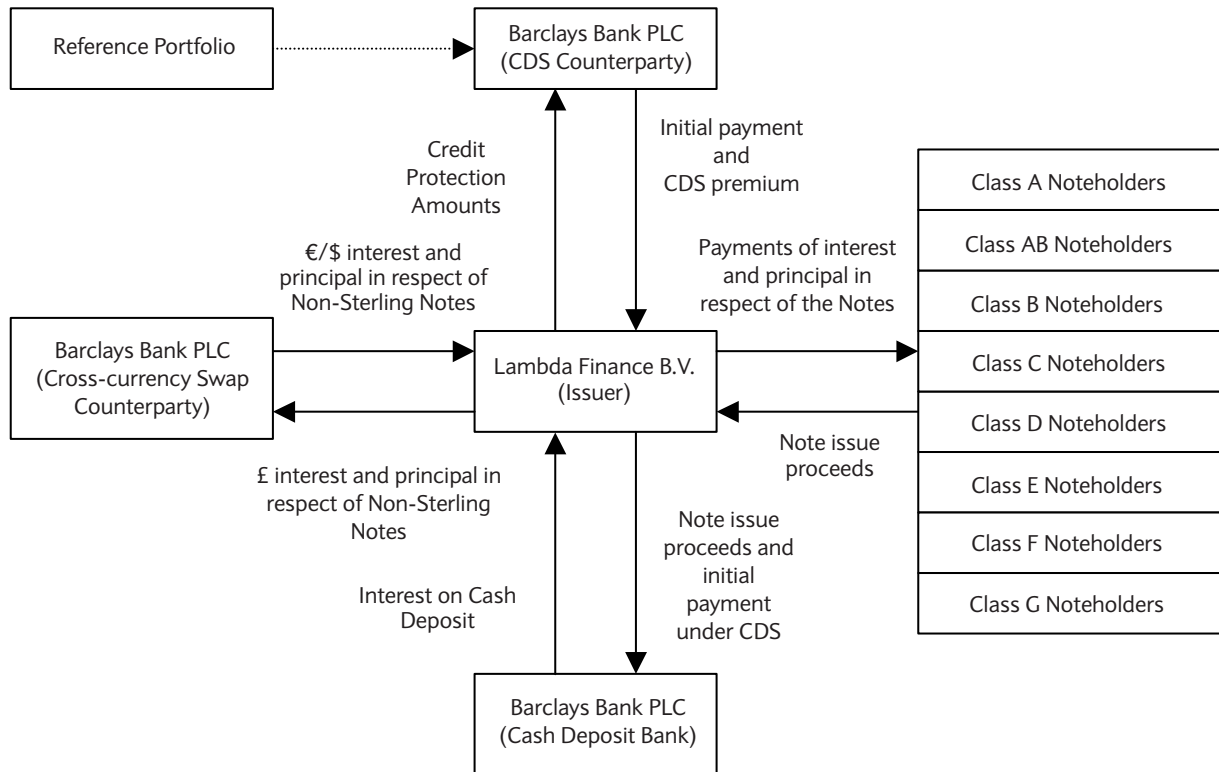 Reference Portfolio
Barclays Bank PLC
(CDS Counterparty)
Credit
Protection
Amounts
Initial payment
and
CDS premium
€/$ interest and
principal in respect of
Non-Sterling Notes
Payments of interest
and principal in
respect of the Notes
Barclays Bank PLC
(Cross-currency Swap
Counterparty)
Lambda Finance B.V.
(Issuer)
Class A Noteholders
Class AB Noteholders
Class B Noteholders
Class C Noteholders
Class D Noteholders
Class E Noteholders
Class F Noteholders
Class G Noteholders
Note issue
proceeds
£ interest and principal in
respect of Non-Sterling
Notes
Note issue
proceeds and
initial
payment
under CDS
Interest on Cash
Deposit
Barclays Bank PLC
(Cash Deposit Bank)